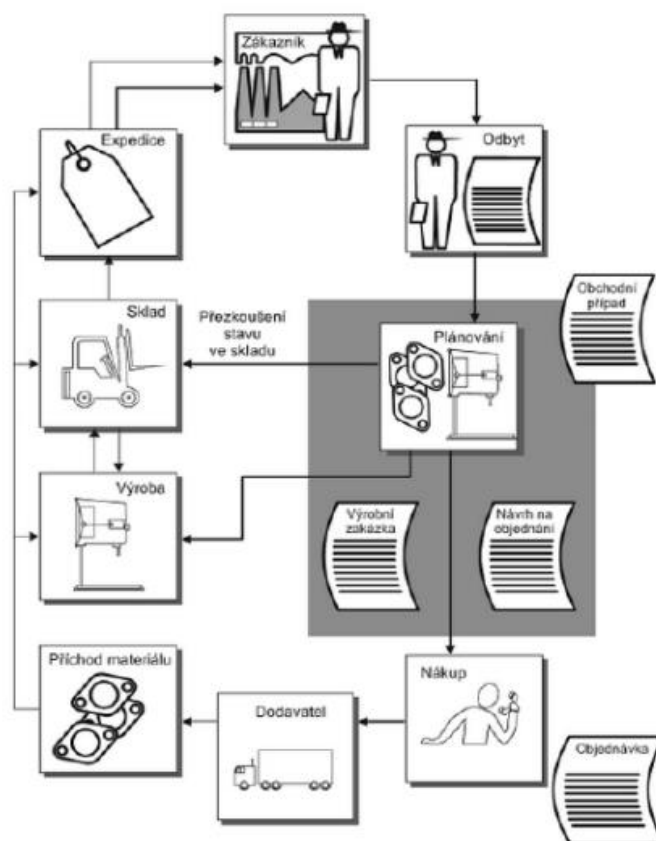 Zákazník
Expedice
Odbyt
Obchodní
případ
Sklad
Přezkoušení
stavu
ve skladu
Plánování
Výroba
Výrobní
zakázka
Návrh na
objednání
Příchod materiálu
Nákup
Dodavatel
Objednávka